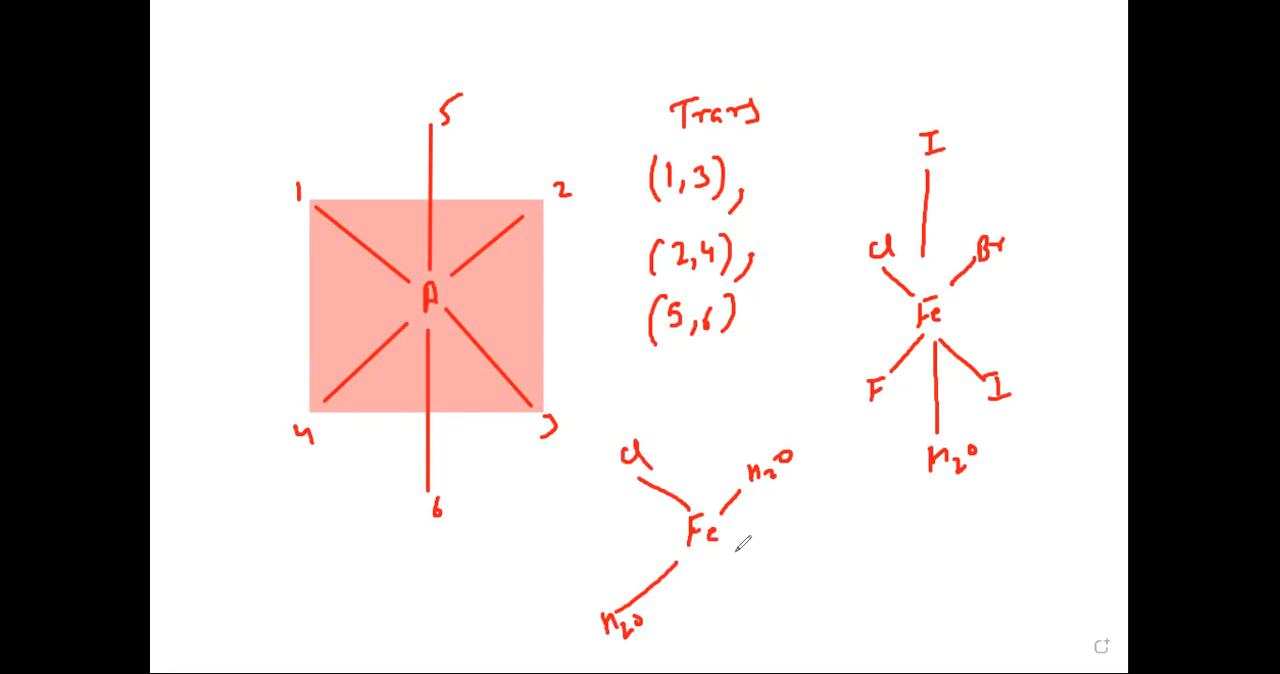 5
1
2
A
4
3
6
Trans
(1,3),
(2,4),
(5,6)
I
Cl
Br
Fe
F
I
H₂O
Cl
H₂O
Fe
H₂O